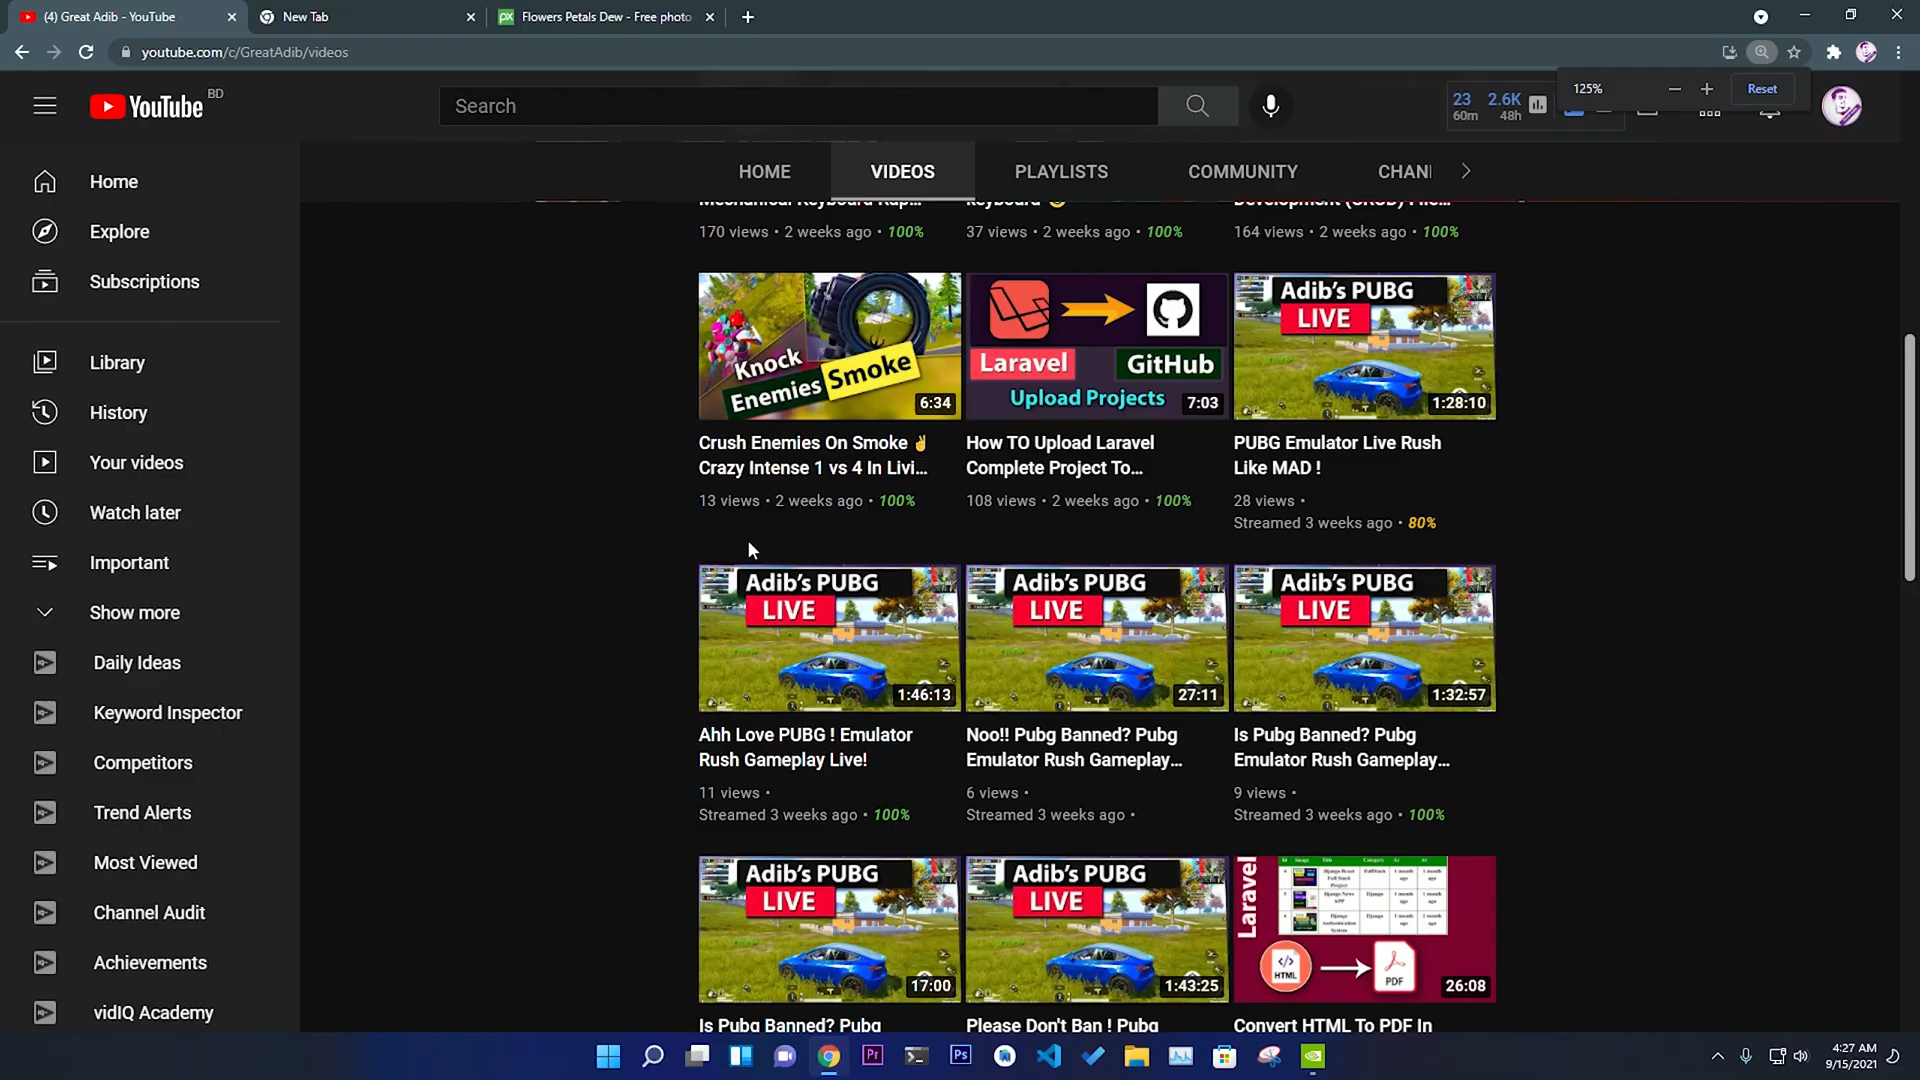 (4) Great Adib - YouTube
New Tab
Flowers Petals Dew - Free photo
youtube.com/c/GreatAdib/videos
125%
Reset
YouTube BD
Search
23 2.6K
60m 48h
HOME
VIDEOS
PLAYLISTS
COMMUNITY
CHANI
Home
Explore
Subscriptions
Library
History
Your videos
Watch later
Important
Show more
Daily Ideas
Keyword Inspector
Competitors
Trend Alerts
Most Viewed
Channel Audit
Achievements
vidIQ Academy
Mechanical Keyboard Rap...
170 views • 2 weeks ago • 100%
Keyboard
37 views • 2 weeks ago • 100%
Development (CRUD)
164 views • 2 weeks ago • 100%
Knock
Enemies Smoke
6:34
Crush Enemies On Smoke ✌
Crazy Intense 1 vs 4 In Livi...
13 views • 2 weeks ago • 100%
Laravel GitHub
Upload Projects
7:03
How TO Upload Laravel
Complete Project To...
108 views • 2 weeks ago • 100%
Adib's PUBG
LIVE
1:28:10
PUBG Emulator Live Rush
Like MAD !
28 views •
Streamed 3 weeks ago • 80%
Adib's PUBG
LIVE
1:46:13
Ahh Love PUBG ! Emulator
Rush Gameplay Live!
11 views •
Streamed 3 weeks ago • 100%
Adib's PUBG
LIVE
27:11
Noo!! Pubg Banned? Pubg
Emulator Rush Gameplay...
6 views •
Streamed 3 weeks ago •
Adib's PUBG
LIVE
1:32:57
Is Pubg Banned? Pubg
Emulator Rush Gameplay...
9 views •
Streamed 3 weeks ago • 100%
Adib's PUBG
LIVE
17:00
Is Pubg Banned? Pubg
Adib's PUBG
LIVE
1:43:25
Please Don't Ban ! Pubg
Laravel
HTML
PDF
26:08
Convert HTML To PDF In
4:27 AM
9/15/2021